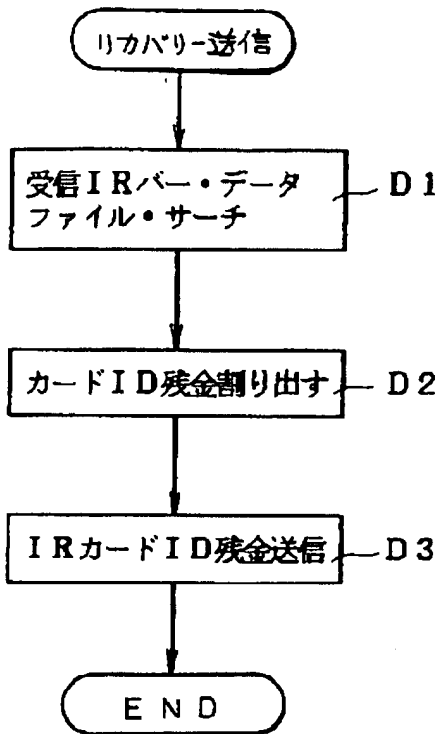 リカバリー送信
受信IRバー・データ
ファイル・サーチ
D1
カードID残金割り出す
D2
IRカードID残金送信
D3
END